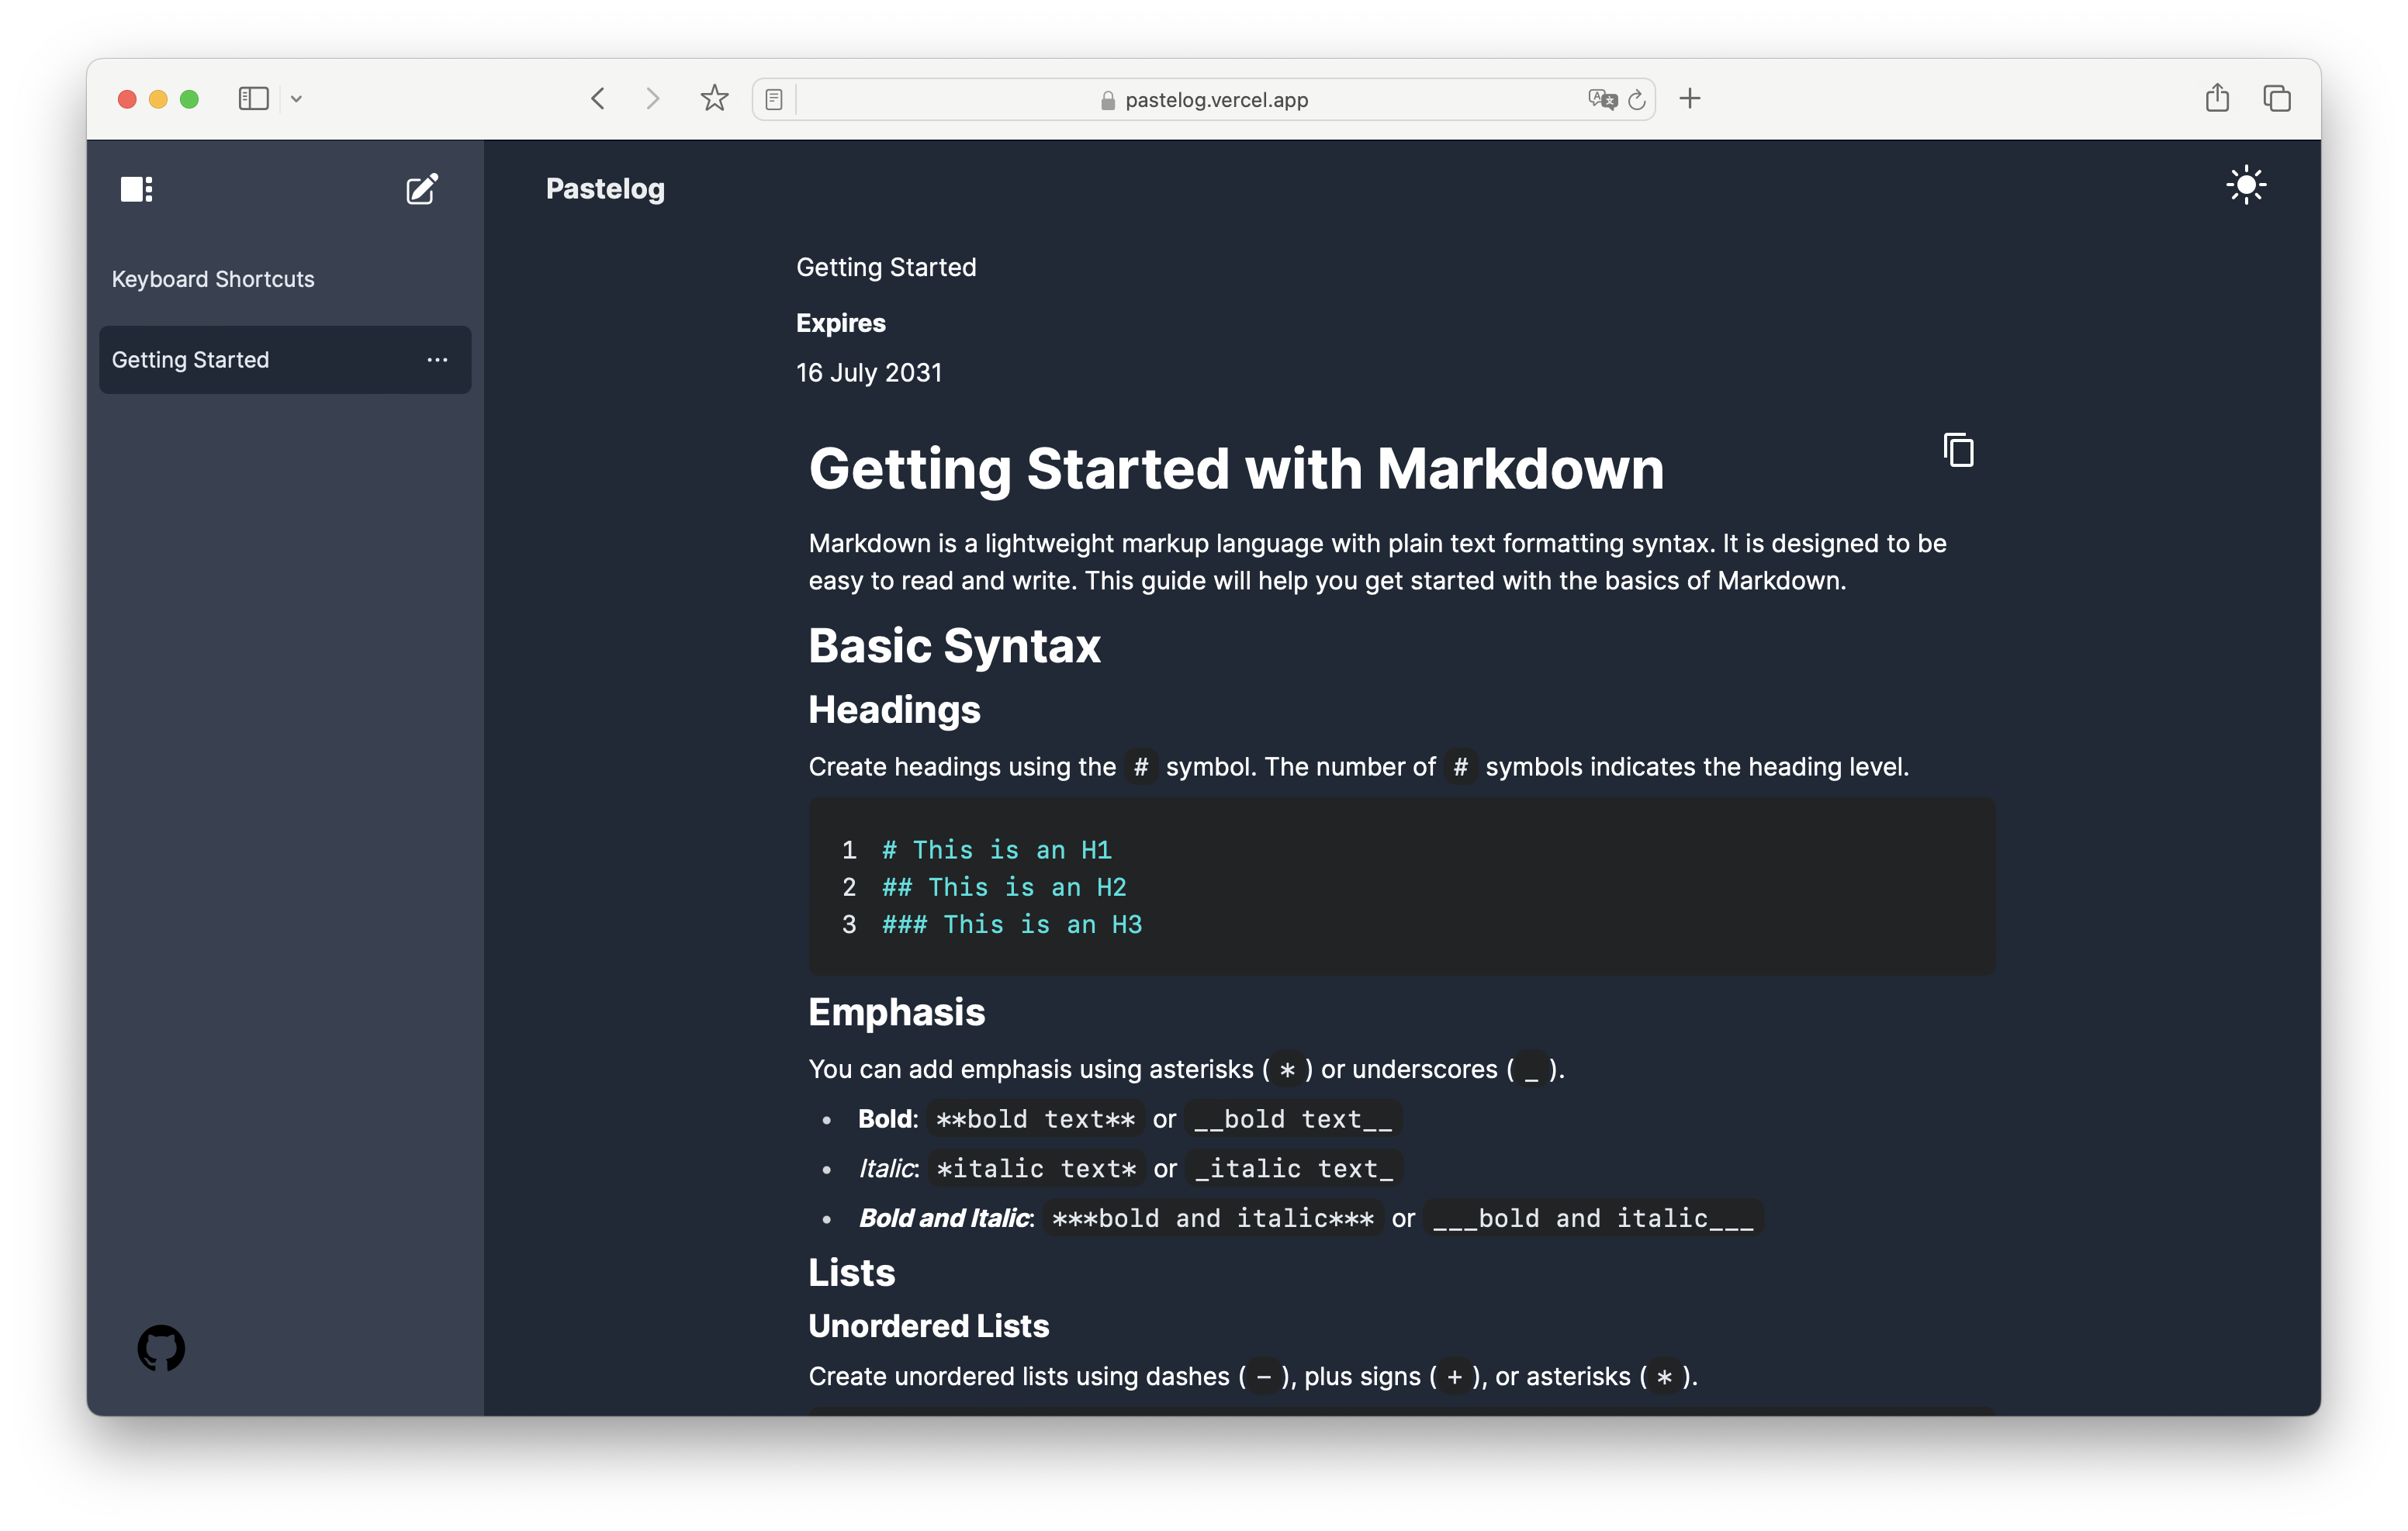 pastelog.vercel.app
Pastelog
Keyboard Shortcuts
Getting Started
Getting Started
Expires
16 July 2031
Getting Started with Markdown
Markdown is a lightweight markup language with plain text formatting syntax. It is designed to be
easy to read and write. This guide will help you get started with the basics of Markdown.
Basic Syntax
Headings
Create headings using the # symbol. The number of # symbols indicates the heading level.
1 # This is an H1
2 ## This is an H2
3 ### This is an H3
Emphasis
You can add emphasis using asterisks ( * ) or underscores ( _ ).
• Bold: **bold text** or __bold text__
• Italic: *italic text* or _italic text_
• Bold and Italic: ***bold and italic*** or ___bold and italic___
Lists
Unordered Lists
Create unordered lists using dashes ( - ), plus signs ( + ), or asterisks ( * ).